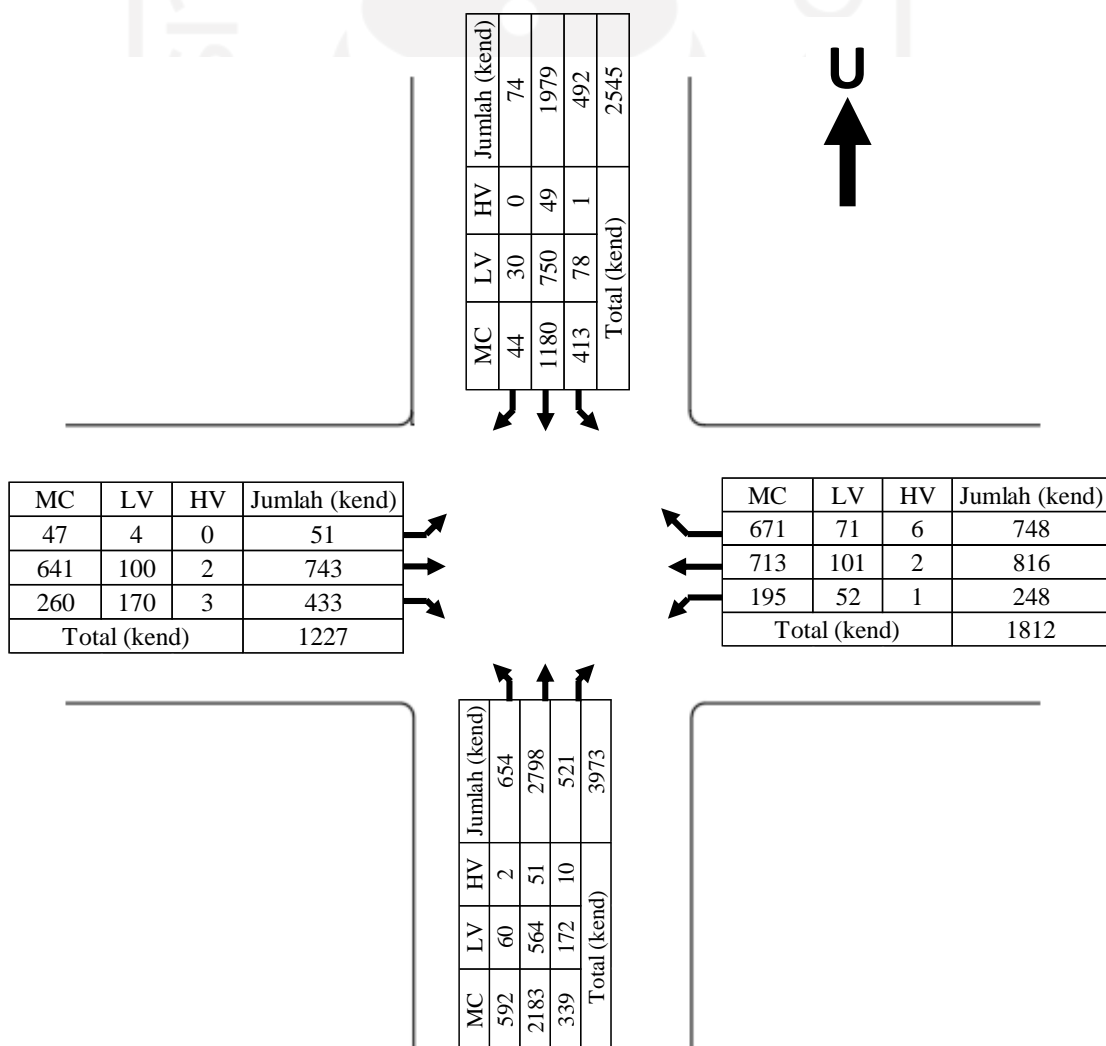 U
Jumlah (kend) 74 1979 492 2545
HV 0 49 1
LV 30 750 78
MC 44 1180 413
Total (kend)
MC LV HV Jumlah (kend)
47 4 0 51
641 100 2 743
260 170 3 433
Total (kend) 1227
MC LV HV Jumlah (kend)
671 71 6 748
713 101 2 816
195 52 1 248
Total (kend) 1812
Jumlah (kend) 654 2798 521 3973
HV 2 51 10
LV 60 564 172
MC 592 2183 339
Total (kend)